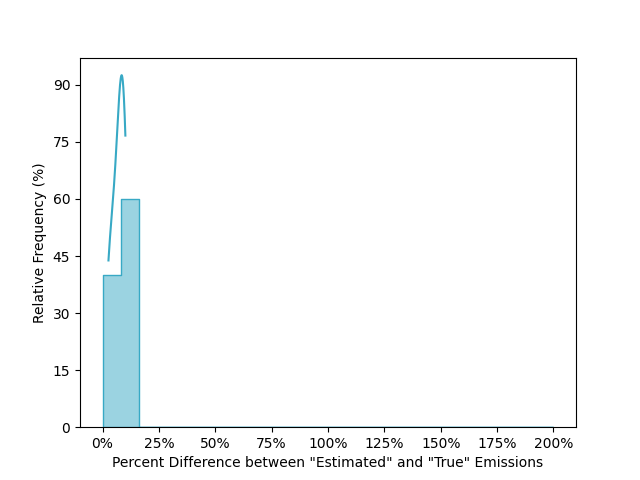 90
75
60
45
30
15
0
Relative Frequency (%)
0% 25% 50% 75% 100% 125% 150% 175% 200%
Percent Difference between "Estimated" and "True" Emissions